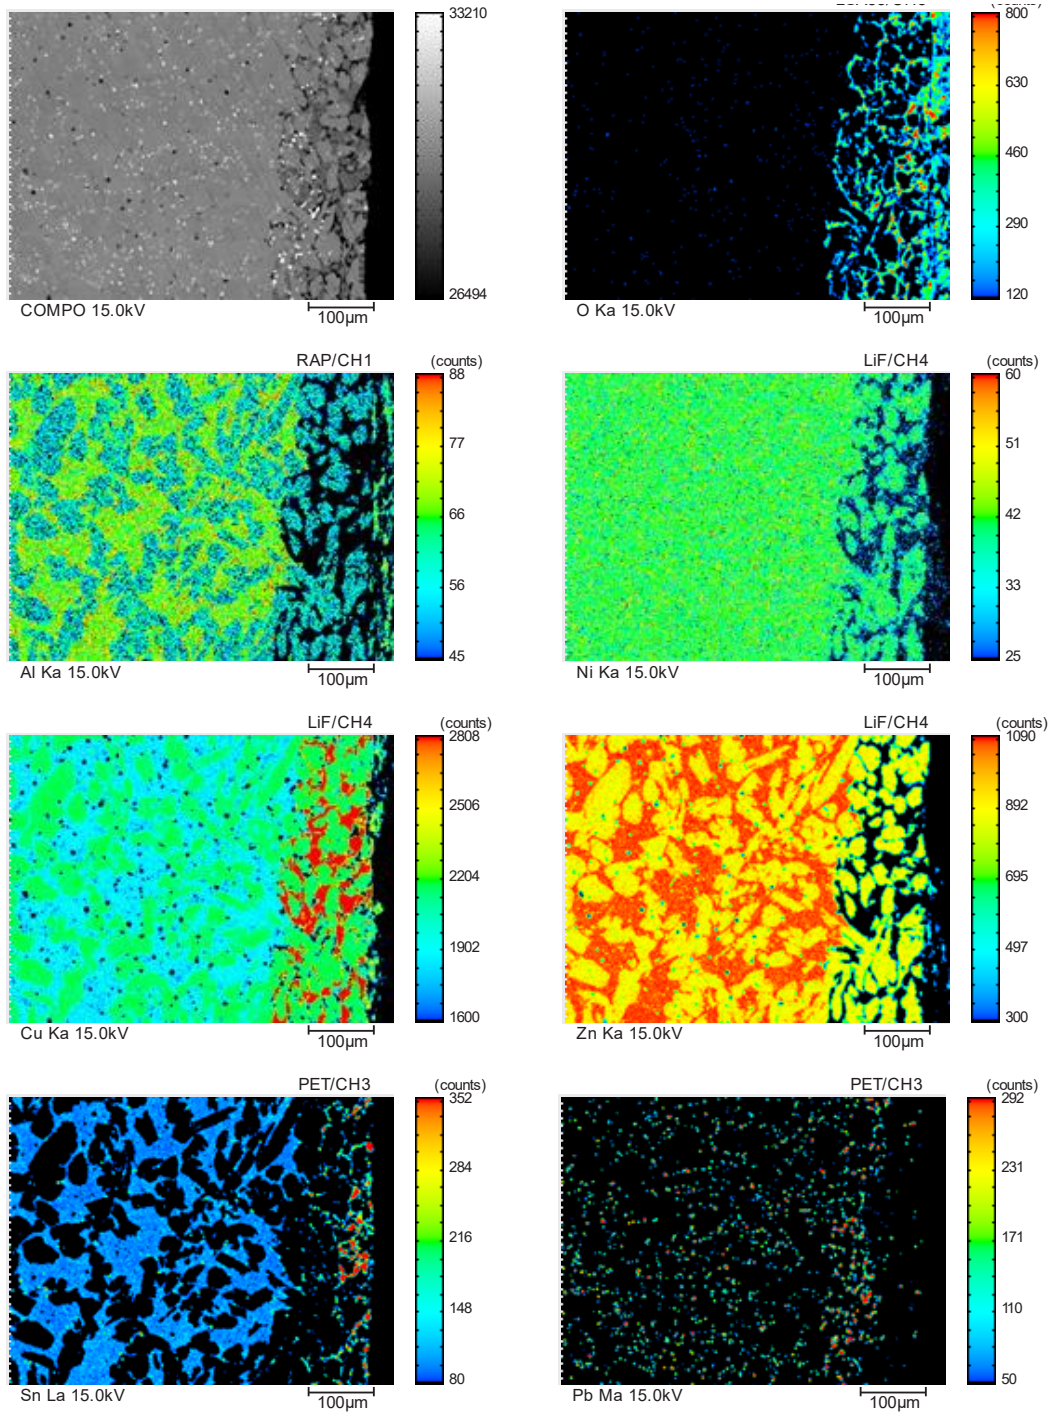 33210
26494
COMPO 15.0kV
100µm
800
630
460
290
120
O Ka 15.0kV
100µm
RAP/CH1
(counts)
88
77
66
56
45
Al Ka 15.0kV
100µm
LiF/CH4
(counts)
60
51
42
33
25
Ni Ka 15.0kV
100µm
LiF/CH4
(counts)
2808
2506
2204
1902
1600
Cu Ka 15.0kV
100µm
LiF/CH4
(counts)
1090
892
695
497
300
Zn Ka 15.0kV
100µm
PET/CH3
(counts)
352
284
216
148
80
Sn La 15.0kV
100µm
PET/CH3
(counts)
292
231
171
110
50
Pb Ma 15.0kV
100µm